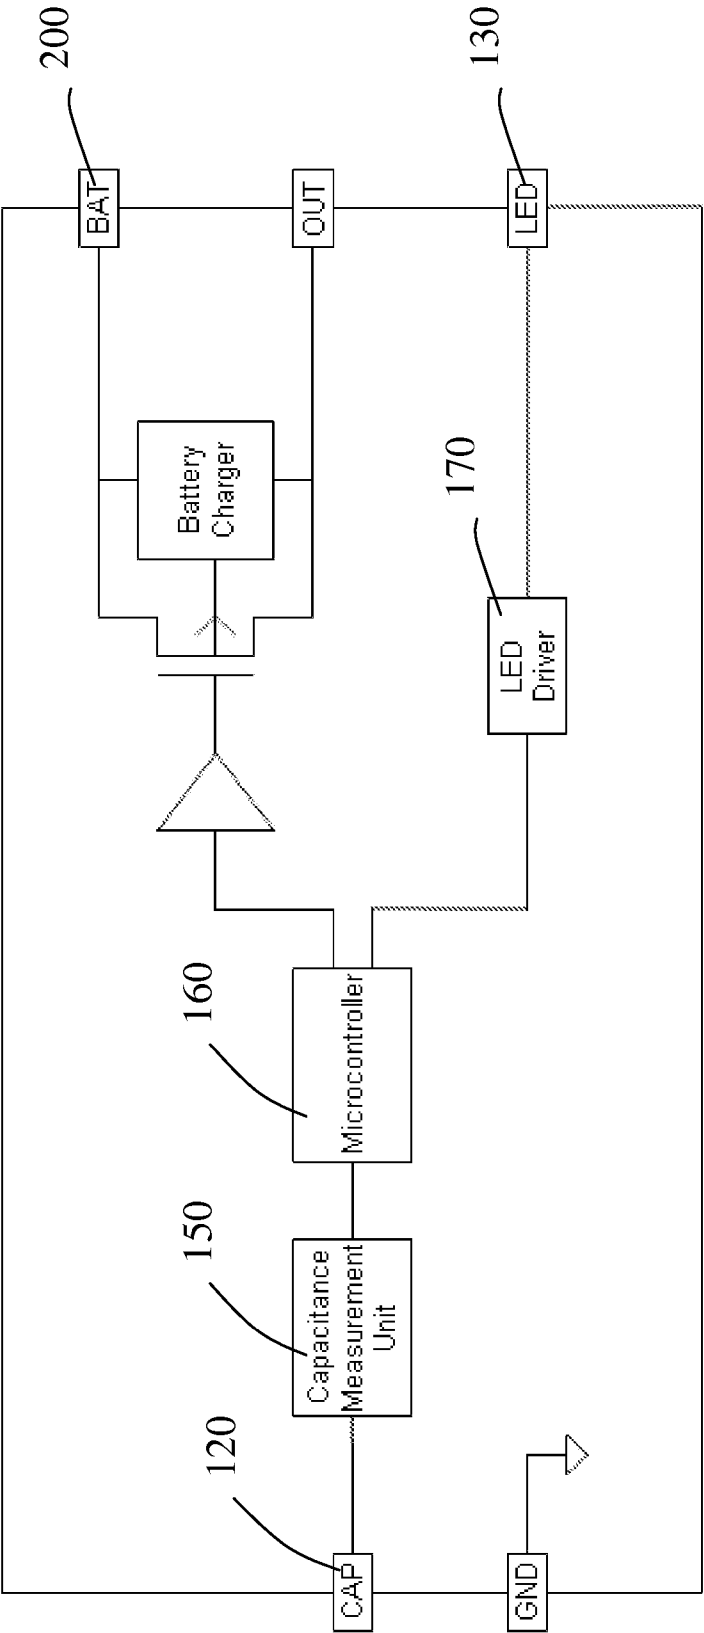 200
BAT
OUT
130
LED
Battery
Charger
170
LED
Driver
160
Microcontroller
150
Capacitance
Measurement
Unit
120
CAP
GND